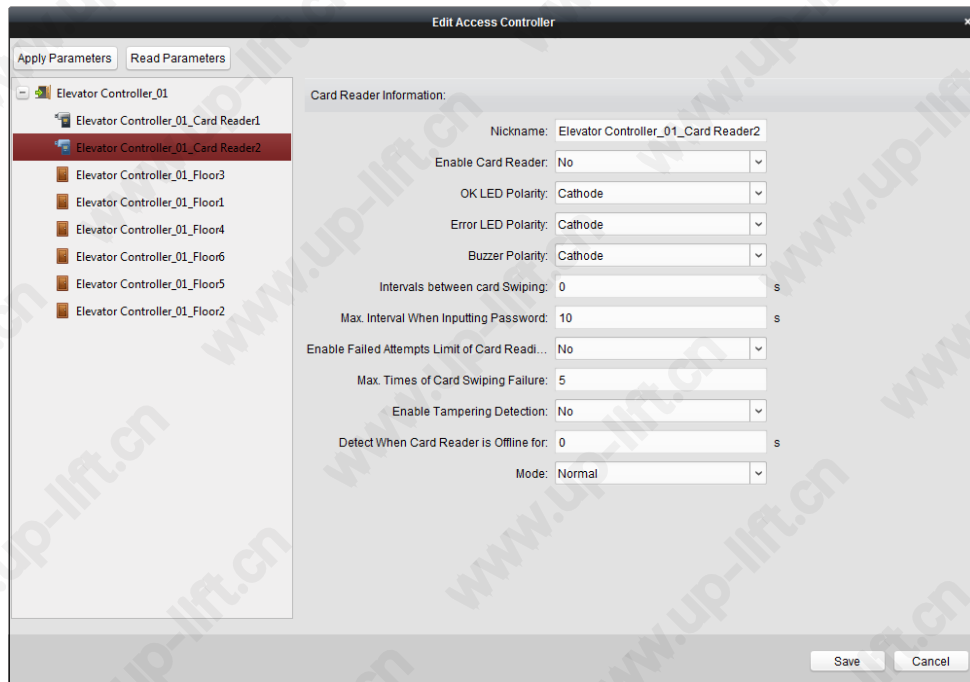 Edit Access Controller
×
Apply Parameters Read Parameters
Elevator Controller_01
Elevator Controller_01_Card Reader1
Elevator Controller_01_Card Reader2
Elevator Controller_01_Floor3
Elevator Controller_01_Floor1
Elevator Controller_01_Floor4
Elevator Controller_01_Floor6
Elevator Controller_01_Floor5
Elevator Controller_01_Floor2
Card Reader Information:
Nickname: Elevator Controller_01_Card Reader2
Enable Card Reader: No
OK LED Polarity: Cathode
Error LED Polarity: Cathode
Buzzer Polarity: Cathode
Intervals between card Swiping: 0 s
Max. Interval When Inputting Password: 10 s
Enable Failed Attempts Limit of Card Readi... No
Max. Times of Card Swiping Failure: 5
Enable Tampering Detection: No
Detect When Card Reader is Offline for: 0 s
Mode: Normal
Save Cancel
www.up-lift.cn